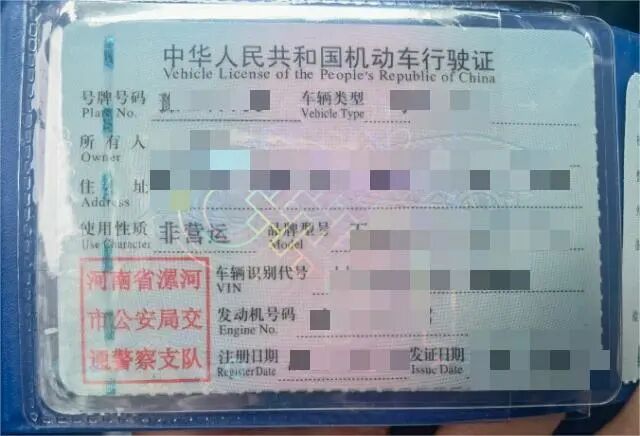 中华人民共和国机动车行驶证
Vehicle License of the People's Republic of China
号牌号码 车辆类型
Plate No. Vehicle Type
所有人
Owner
住址
Address
使用性质 非营运 品牌型号
Use Character Model
河南省漯河
市公安局交
通警察支队
车辆识别代号
VIN
发动机号码
Engine No.
注册日期 发证日期
Register Date Issue Date